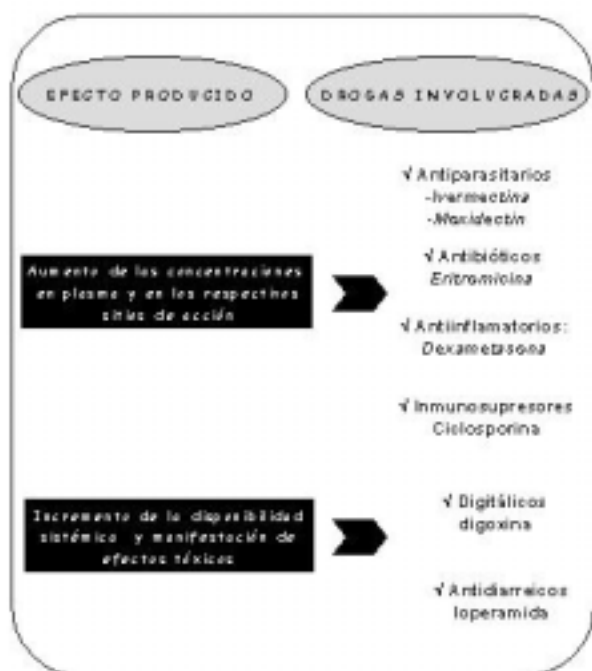 EFECTO PRODUCIDO
DROGAS INVOLUCRADAS
√ Antiparasitarios
-Ivermectina
-Moxidectin
√ Antibióticos
Eritromicina
Aumento de las concentraciones
en plasma y en los respectivos
sitios de acción
√ Antiinflamatorios:
Dexametasona
√ Inmunosupresores
Ciclosporina
Incremento de la disponibilidad
sistémica y manifestación de
efectos tóxicos
√ Digitálicos
digoxina
√ Antidiarreicos
loperamida